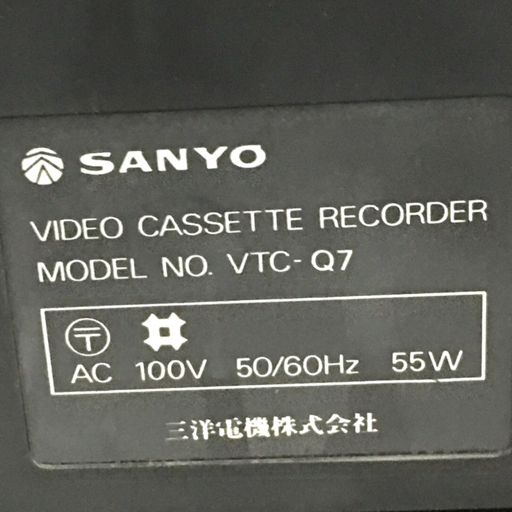 SANYO
VIDEO CASSETTE RECORDER
MODEL NO. VTC-Q7
〒
AC 100V 50/60Hz 55W
三洋電機株式会社